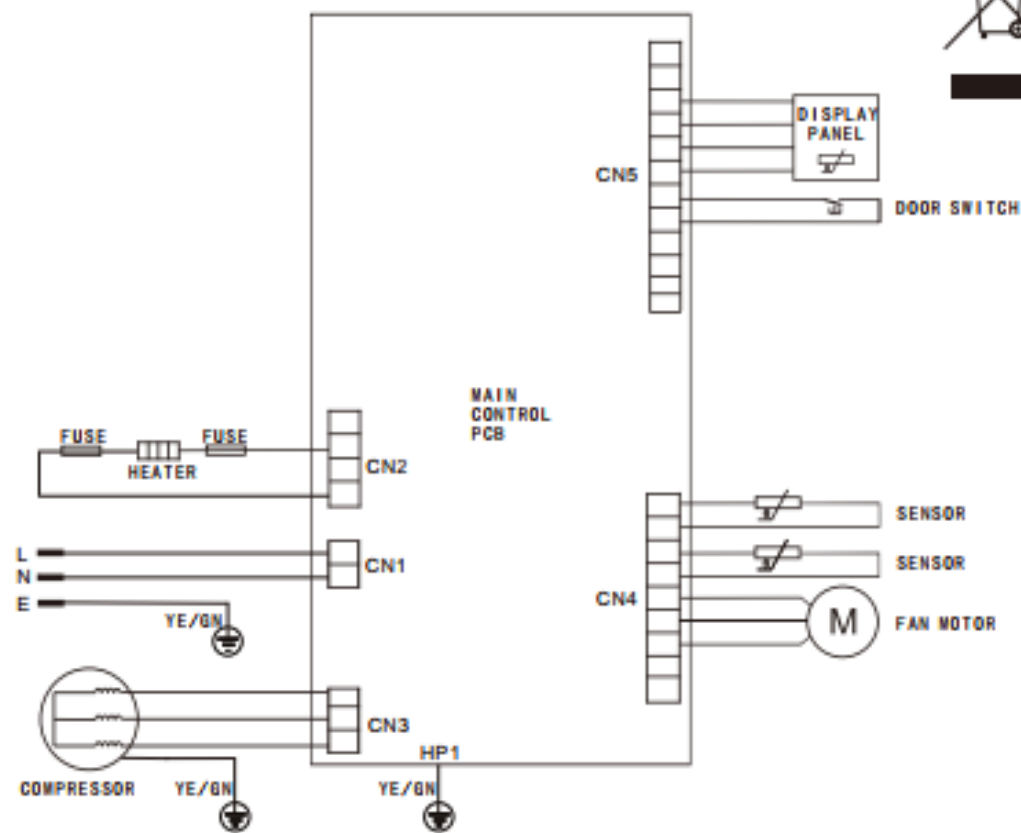 DISPLAY
PANEL
CN5
DOOR SWITCH
MAIN
CONTROL
PCB
FUSE
FUSE
HEATER
CN2
L
N
E
CN1
YE/GN
SENSOR
SENSOR
CN4
M
FAN MOTOR
CN3
HP1
COMPRESSOR
YE/GN
YE/GN